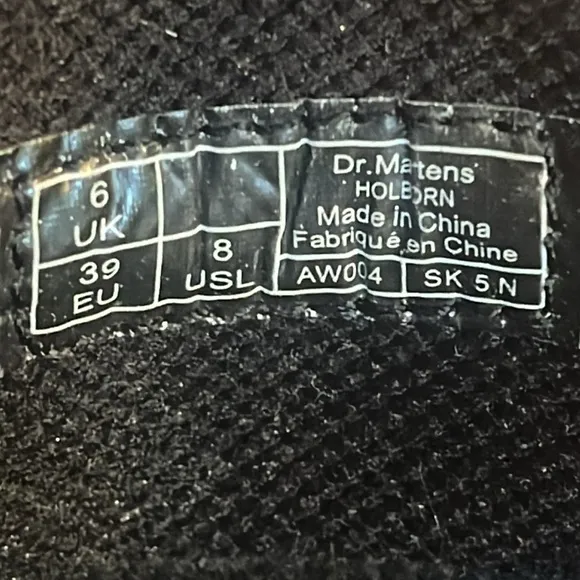 6
UK
39
EU
8
USL
Dr.Martens
HOLBORN
Made in China
Fabriqué en Chine
AW004
SK 5 N